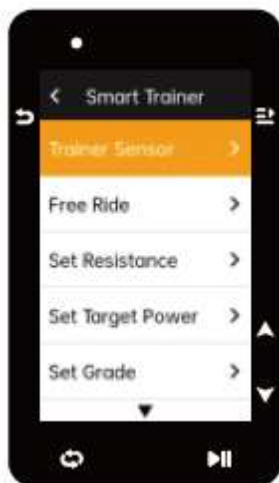 Smart Trainer
Trainer Sensor
Free Ride
Set Resistance
Set Target Power
Set Grade